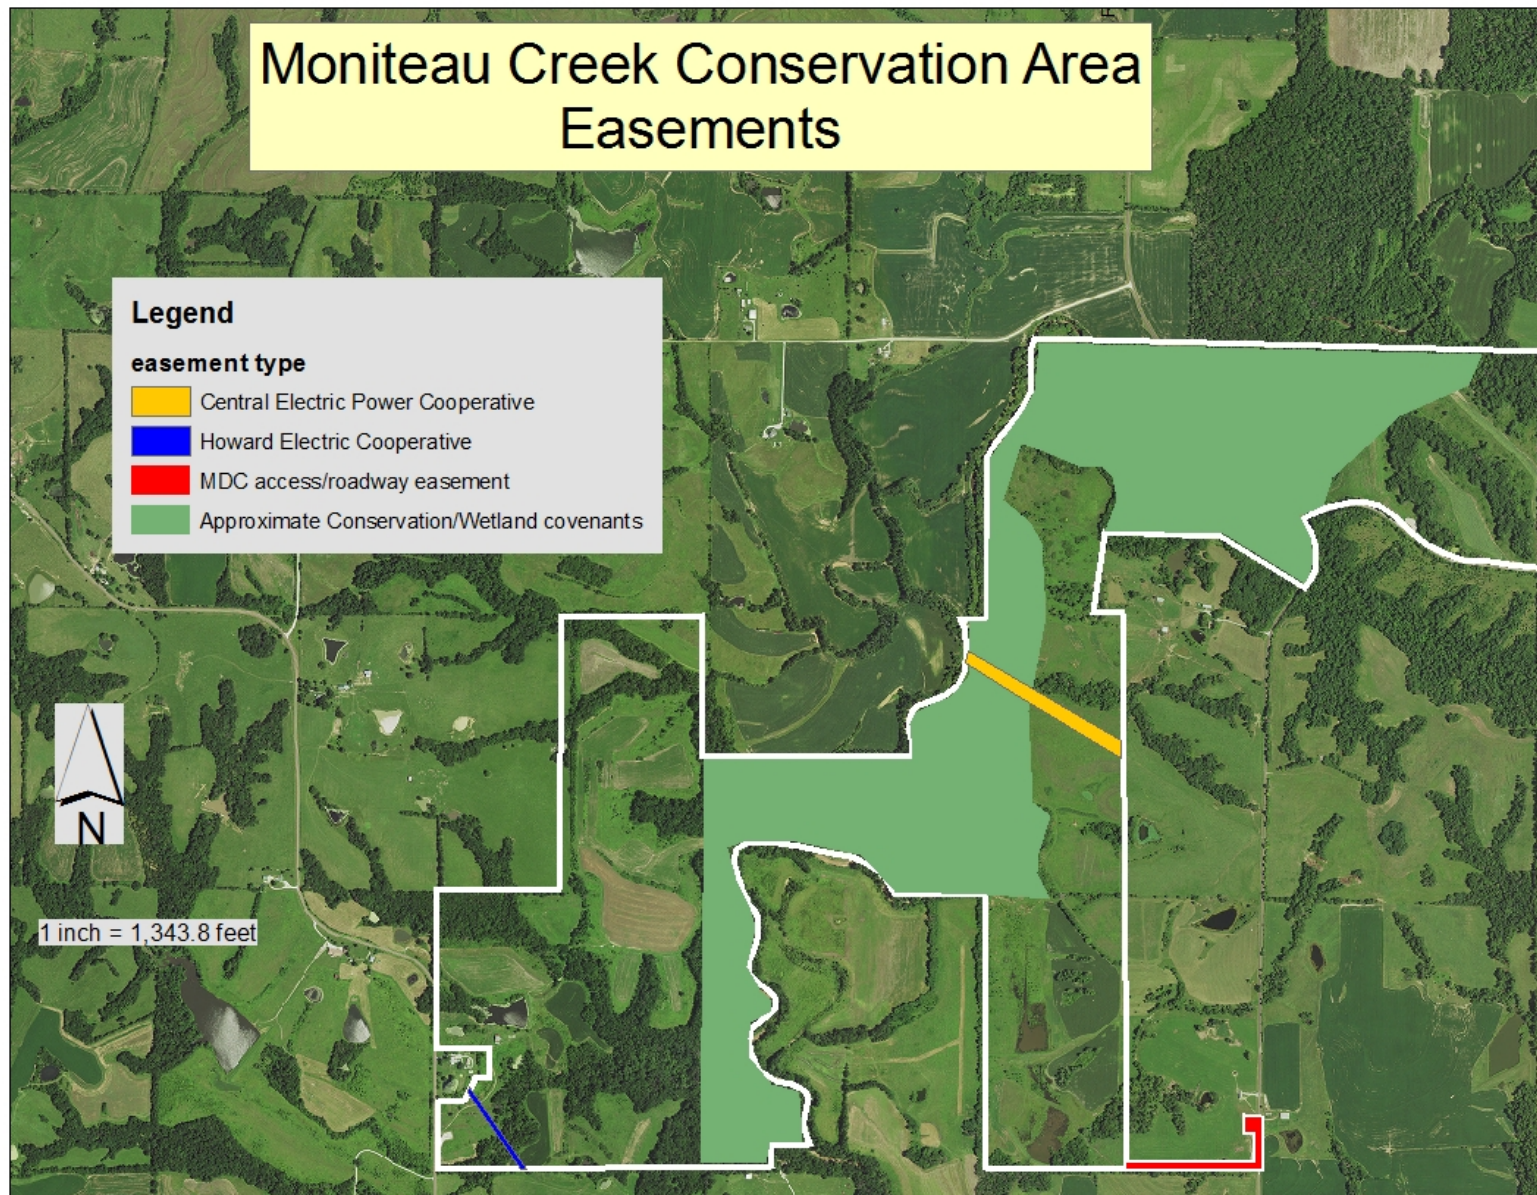 Moniteau Creek Conservation Area
Easements
Legend
easement type
Central Electric Power Cooperative
Howard Electric Cooperative
MDC access/roadway easement
Approximate Conservation/Wetland covenants
N
1 inch = 1,343.8 feet